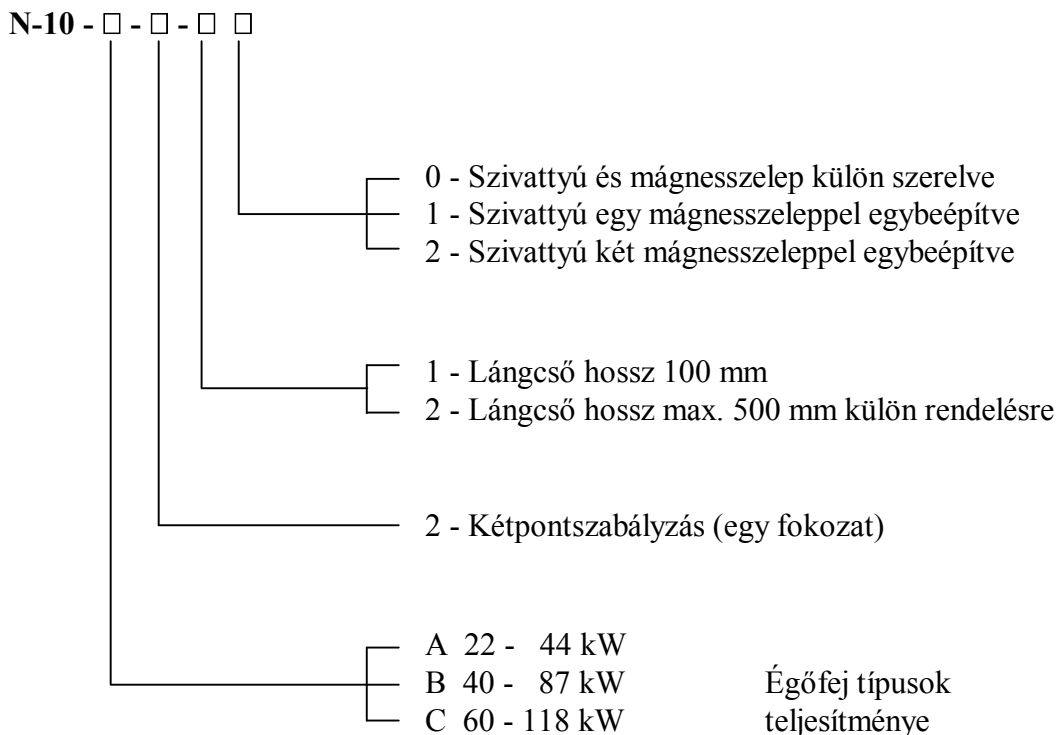 N-10 - □ - □ - □ □
0 - Szivattyú és mágnesszelep külön szerelve
1 - Szivattyú egy mágnesszeleppel egybeépítve
2 - Szivattyú két mágnesszeleppel egybeépítve
1 - Lángcső hossz 100 mm
2 - Lángcső hossz max. 500 mm külön rendelésre
2 - Kétpontszabályzás (egy fokozat)
A 22 - 44 kW
B 40 - 87 kW Égőfej típusok
C 60 - 118 kW teljesítménye